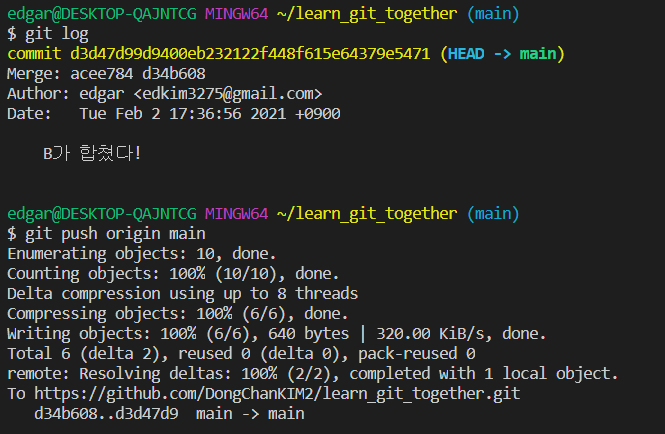 edgar@DESKTOP-QAJNTCG MINGW64 ~/learn_git_together (main)
$ git log
commit d3d47d99d9400eb232122f448f615e64379e5471 (HEAD -> main)
Merge: acee784 d34b608
Author: edgar <edkim3275@gmail.com>
Date:   Tue Feb 2 17:36:56 2021 +0900
    B가 합쳤다!
edgar@DESKTOP-QAJNTCG MINGW64 ~/learn_git_together (main)
$ git push origin main
Enumerating objects: 10, done.
Counting objects: 100% (10/10), done.
Delta compression using up to 8 threads
Compressing objects: 100% (6/6), done.
Writing objects: 100% (6/6), 640 bytes | 320.00 KiB/s, done.
Total 6 (delta 2), reused 0 (delta 0), pack-reused 0
remote: Resolving deltas: 100% (2/2), completed with 1 local object.
To https://github.com/DongChanKIM2/learn_git_together.git
   d34b608..d3d47d9  main -> main